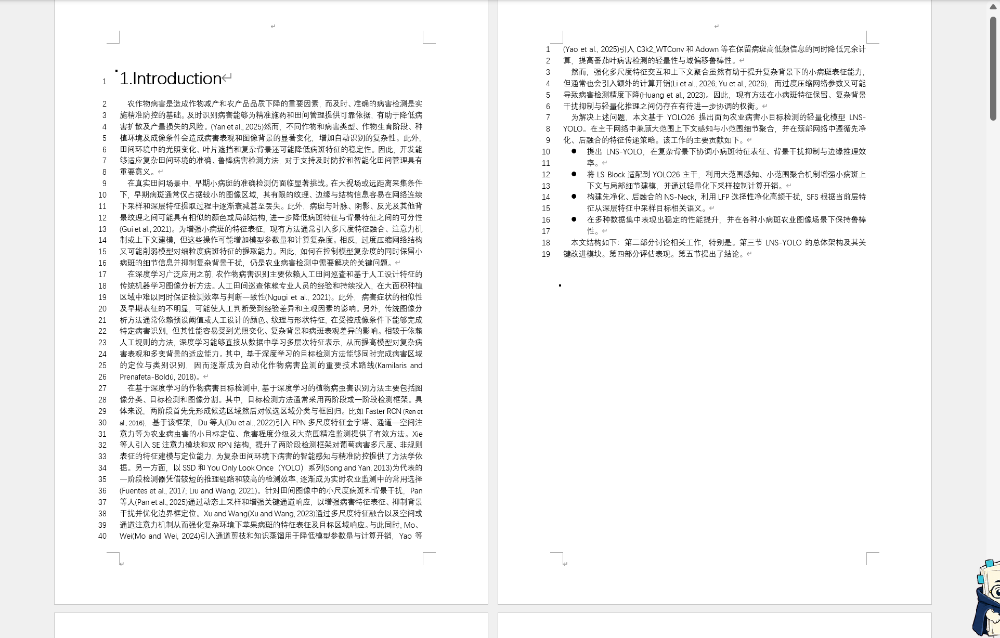 1.Introduction
1
2 农作物病害是造成作物减产和农产品品质下降的重要因素，而及时、准确的病害检测是实
3 施精准防控的基础。及时识别病害能够为精准施药和田间管理提供可靠依据，有助于降低病
4 害扩散及产量损失的风险。(Yan et al., 2025)然而，不同作物和病害类型、作物生育阶段、种
5 植环境及成像条件会造成病害表观和图像背景的显著变化，增加自动识别的复杂性。此外，
6 田间环境中的光照变化、叶片遮挡和复杂背景还可能降低病斑特征的稳定性。因此，开发能
7 够适应复杂田间环境的准确、鲁棒病害检测方法，对于支持及时防控和智能化田间管理具有
8 重要意义。
9 在真实田间场景中，早期小病斑的准确检测仍面临显著挑战。在大视场或远距离采集条件
10 下，早期病斑通常仅占据较小的图像区域，其有限的纹理、边缘与结构信息容易在网络连续
11 下采样和深层特征提取过程中逐渐衰减甚至丢失。此外，病斑与叶脉、阴影、反光及其他背
12 景纹理之间可能具有相似的颜色或局部结构，进一步降低病斑特征与背景特征之间的可分性
13 (Gui et al., 2021)。为增强小病斑的特征表征，现有方法通常引入多尺度特征融合、注意力机
14 制或上下文建模，但这些操作可能增加模型参数量和计算复杂度。相反，过度压缩网络结构
15 又可能削弱模型对细粒度病斑特征的提取能力。因此，如何在控制模型复杂度的同时保留小
16 病斑的细节信息并抑制复杂背景干扰，仍是农业病害检测中需要解决的关键问题。
17 在深度学习广泛应用之前，农作物病害识别主要依赖人工田间巡查和基于人工设计特征的
18 传统机器学习图像分析方法。人工田间巡查依赖专业人员的经验和持续投入，在大面积种植
19 区域中难以同时保证检测效率与判断一致性(Ngugi et al., 2021)。此外，病害症状的相似性
20 及早期表征的不明显，可能使人工判断受到经验差异和主观因素的影响。另外，传统图像分
21 析方法通常依赖预设阈值或人工设计的颜色、纹理与形状特征，在受控成像条件下能够完成
22 特定病害识别，但其性能容易受到光照变化、复杂背景和病斑表观差异的影响。相较于依赖
23 人工规则的方法，深度学习能够直接从数据中学习多层次特征表示，从而提高模型对复杂病
24 害表观和多变背景的适应能力。其中，基于深度学习的目标检测方法能够同时完成病害区域
25 的定位与类别识别，因而逐渐成为自动化作物病害监测的重要技术路线(Kamilaris and
26 Prenafeta-Boldú, 2018)。
27 在基于深度学习的作物病害目标检测中，基于深度学习的植物病虫害识别方法主要包括图
28 像分类、目标检测和图像分割。其中，目标检测方法通常采用两阶段或一阶段检测框架。具
29 体来说，两阶段首先先形成候选区域然后对候选区域分类与框回归。比如 Faster RCN (Ren et
30 al., 2016)，基于该框架，Du 等人(Du et al., 2022)引入 FPN 多尺度特征金字塔、通道—空间注
31 意力等为农业病虫害的小目标定位、危害程度分级及大范围精准监测提供了有效方法。Xie
32 等人引入 SE 注意力模块和双 RPN 结构，提升了两阶段检测框架对葡萄病害多尺度、非规则
33 表征的特征建模与定位能力，为复杂田间环境下病害的智能感知与精准防控提供了方法学依
34 据。另一方面，以 SSD 和 You Only Look Once（YOLO）系列(Song and Yan, 2013)为代表的
35 一阶段检测器凭借较短的推理链路和较高的检测效率，逐渐成为实时农业监测中的常用选择
36 (Fuentes et al., 2017; Liu and Wang, 2021)。针对田间图像中的小尺度病斑和背景干扰，Pan
37 等人(Pan et al., 2025)通过动态上采样和增强关键通道响应，以增强病害特征表征、抑制背景
38 干扰并优化边界框定位。Xu and Wang(Xu and Wang, 2023)通过多尺度特征融合以及空间或
39 通道注意力机制从而强化复杂环境下苹果病斑的特征表征及目标区域响应。与此同时，Mo、
40 Wei(Mo and Wei, 2024)引入通道剪枝和知识蒸馏用于降低模型参数量与计算开销，Yao 等
1 (Yao et al., 2025)引入 C3k2_WTConv 和 Adown 等在保留病斑高低频信息的同时降低冗余计
2 算，提高番茄叶病害检测的轻量性与域偏移鲁棒性。
3 然而，强化多尺度特征交互和上下文聚合虽然有助于提升复杂背景下的小病斑表征能力，
4 但通常也会引入额外的计算开销(Li et al., 2026; Yu et al., 2026)，而过度压缩网络参数又可能
5 导致病害检测精度下降(Huang et al., 2023)。因此，现有方法在小病斑特征保留、复杂背景
6 干扰抑制与轻量化推理之间仍存在有待进一步协调的权衡。
7 为解决上述问题，本文基于 YOLO26 提出面向农业病害小目标检测的轻量化模型 LNS-
8 YOLO。在主干网络中兼顾大范围上下文感知与小范围细节聚合，并在颈部网络中遵循先净
9 化、后融合的特征传递策略。该工作的主要贡献如下。
10 ● 提出 LNS-YOLO，在复杂背景下协调小病斑特征表征、背景干扰抑制与边缘推理效
11 率。
12 ● 将 LS Block 适配到 YOLO26 主干，利用大范围感知、小范围聚合机制增强小病斑上
13 下文与局部细节建模，并通过轻量化下采样控制计算开销。
14 ● 构建先净化、后融合的 NS-Neck，利用 LFP 选择性净化高频干扰，SFS 根据当前层特
15 征从深层特征中采样目标相关语义。
16 ● 在多种数据集中表现出稳定的性能提升，并在各种小病斑农业图像场景下保持鲁棒
17 性。
18 本文结构如下：第二部分讨论相关工作，特别是。第三节 LNS-YOLO 的总体架构及其关
19 键改进模块。第四部分评估表现。第五节提出了结论。